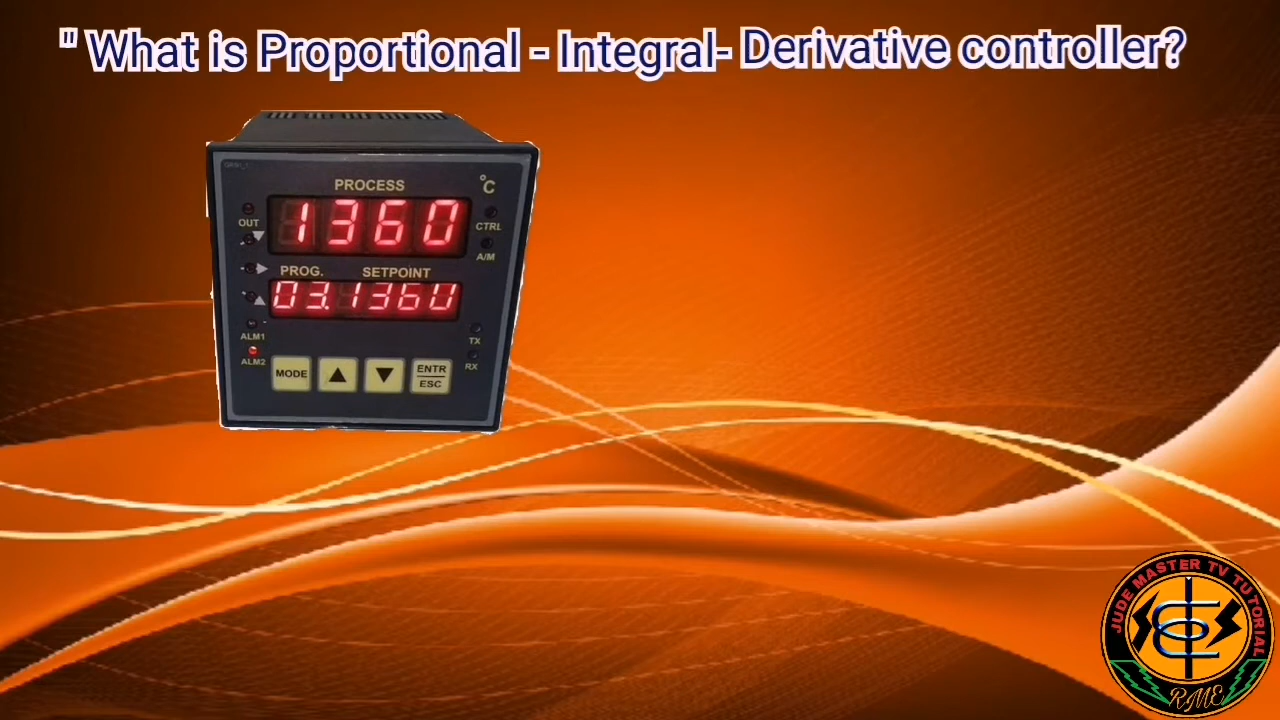 " What is Proportional - Integral- Derivative controller?
PROCESS
°C
1360
OUT
CTRL
A/M
PROG. SETPOINT
03.1360
ALM1
TX
ALM2
RX
MODE
ENTR
ESC
JUDE MASTER TV TUTORIAL
RME